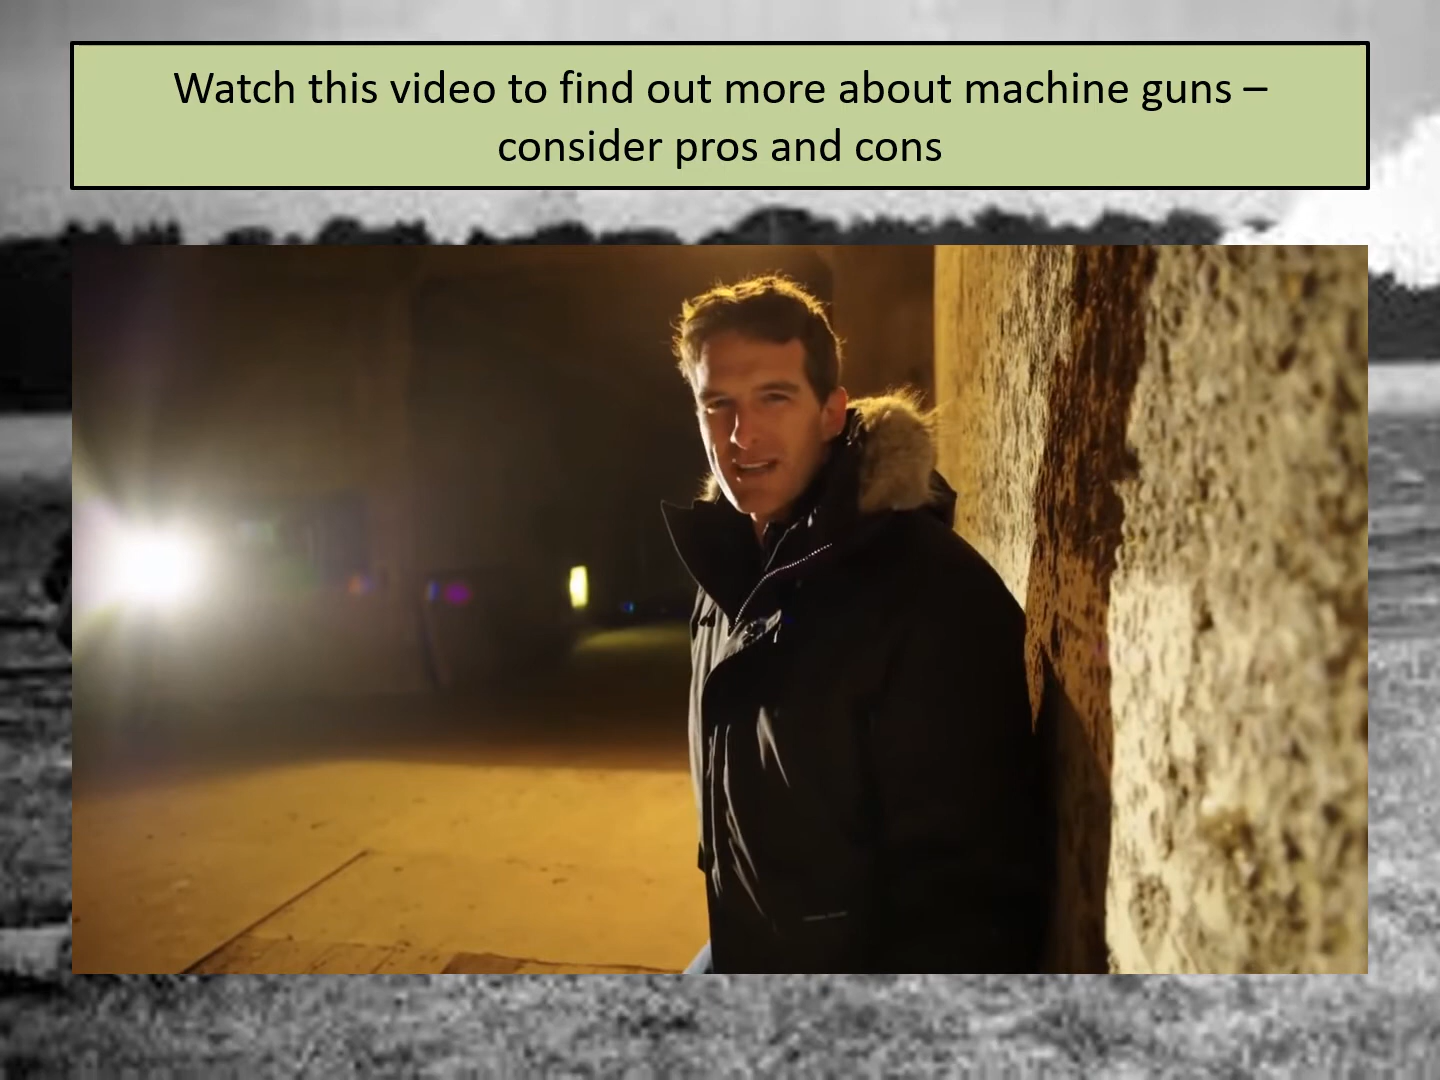 Watch this video to find out more about machine guns –
consider pros and cons